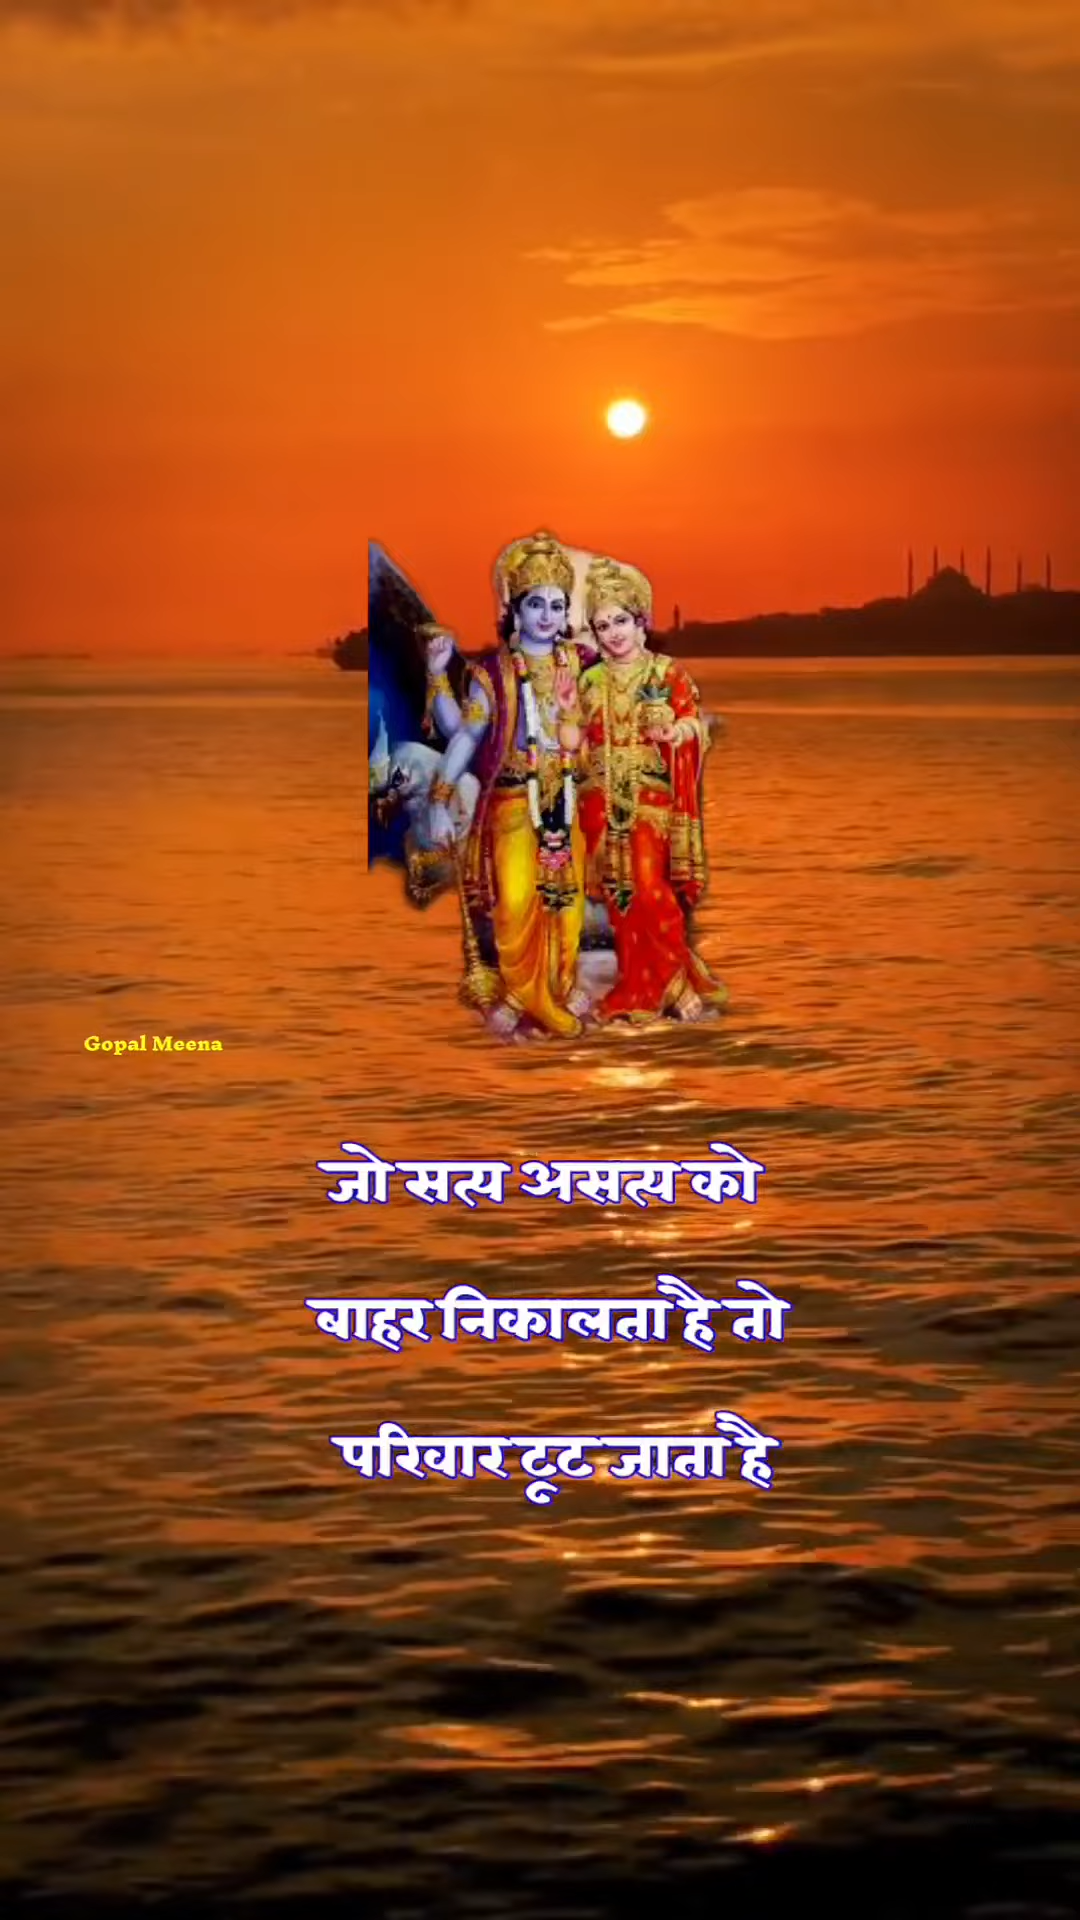 Gopal Meena
जो सत्य असत्य को
बाहर निकालता है तो
परिवार टूट जाता है